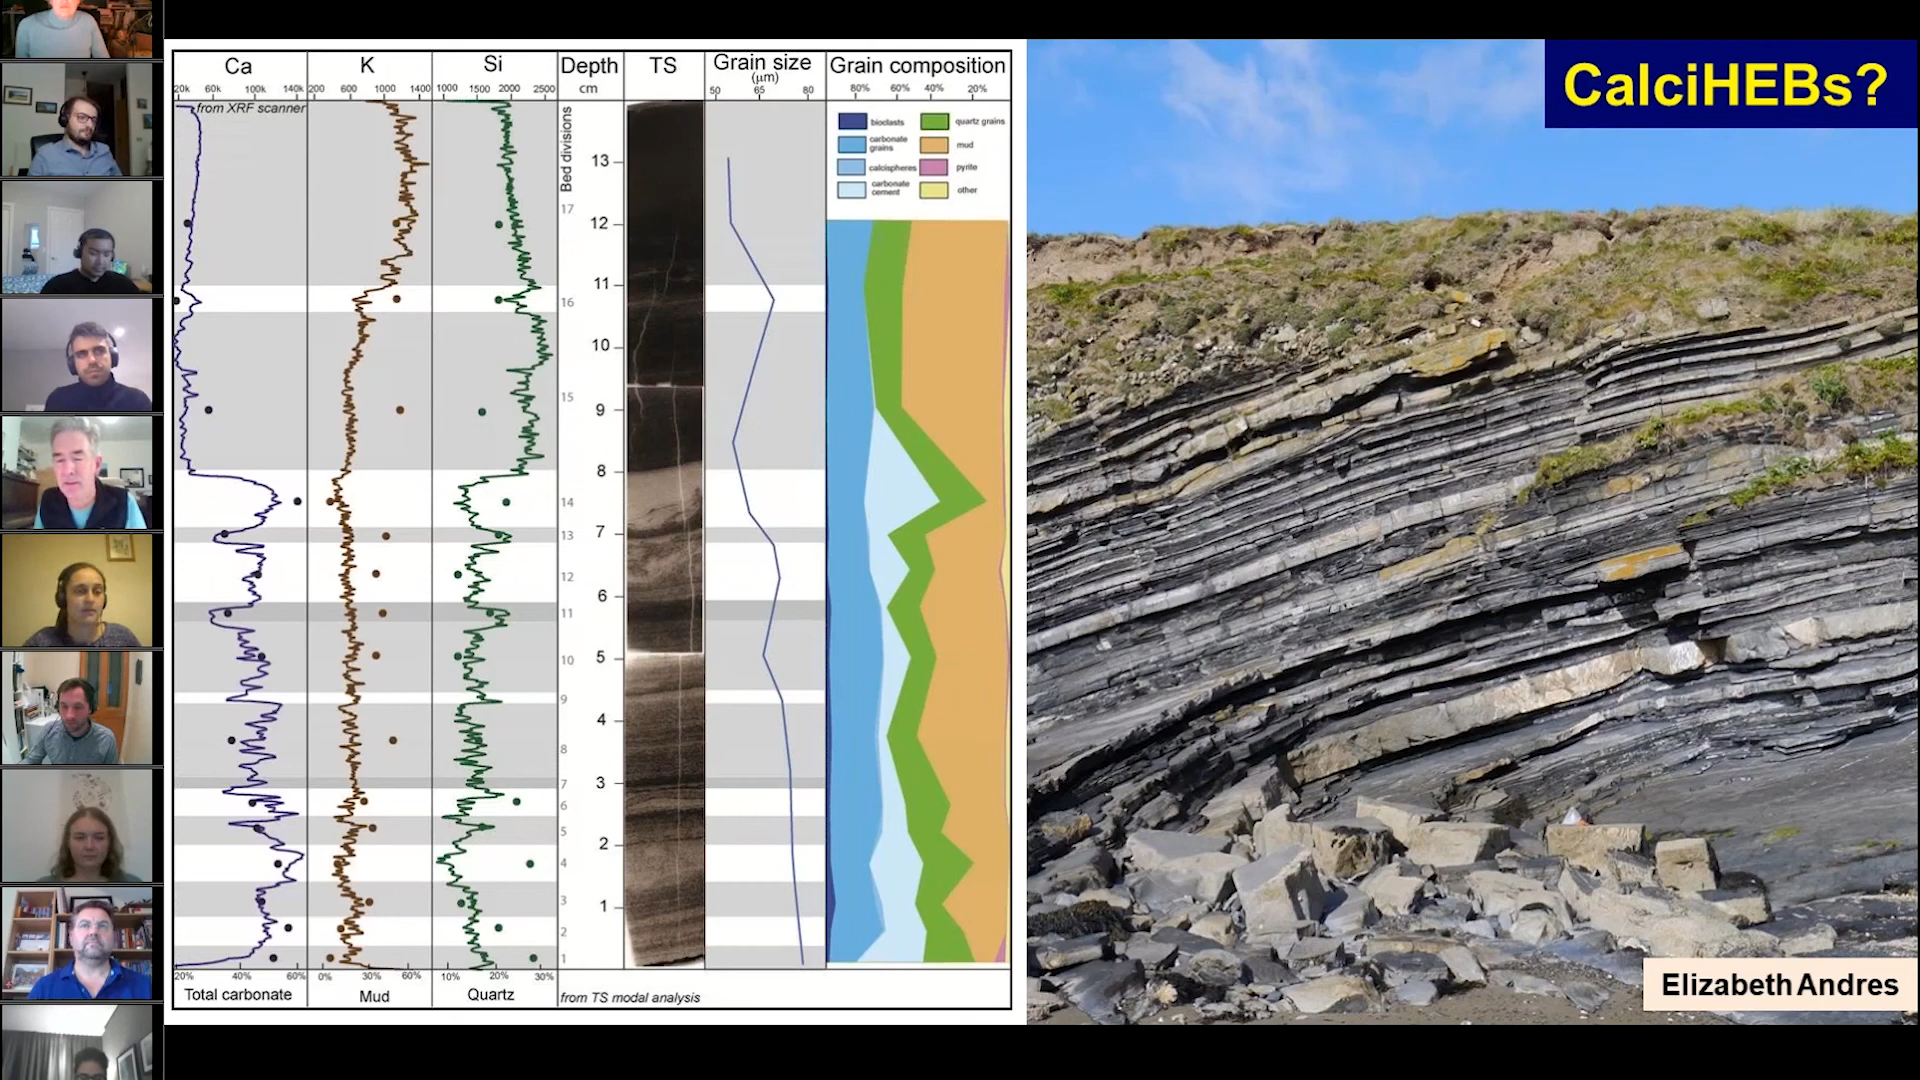 Ca K Si Depth TS Grain size Grain composition
cm (μm)
20k 60k 100k 140k 200 600 1000 1400 1000 1500 2000 2500 50 65 80 80% 60% 40% 20%
from XRF scanner
Bed divisions
bioclasts quartz grains
carbonate grains mud
calcispheres pyrite
carbonate cement other
13
17
12
11
16
10
15
9
8
14
7
13
12
6
11
5
10
9
4
8
3
7
6
5
2
4
3
1
2
1
20% 40% 60% 0% 30% 60% 10% 20% 30%
Total carbonate Mud Quartz from TS modal analysis
CalciHEBs?
Elizabeth Andres